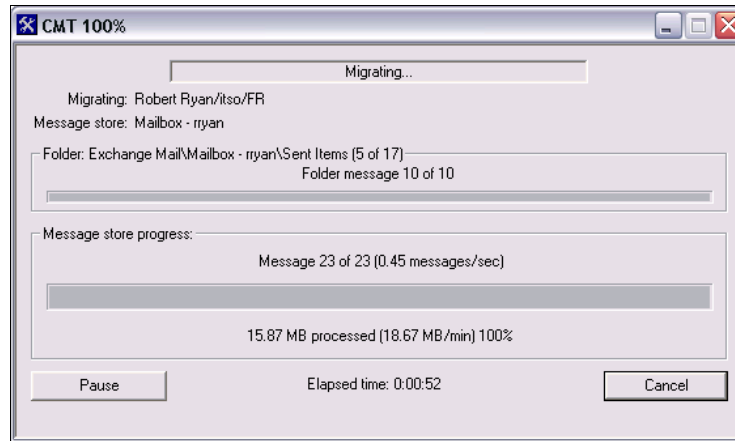 CMT 100%
Migrating...
Migrating: Robert Ryan/itso/FR
Message store: Mailbox - rryan
Folder: Exchange Mail\Mailbox - rryan\Sent Items (5 of 17)
Folder message 10 of 10
Message store progress:
Message 23 of 23 (0.45 messages/sec)
15.87 MB processed (18.67 MB/min) 100%
Pause Elapsed time: 0:00:52 Cancel